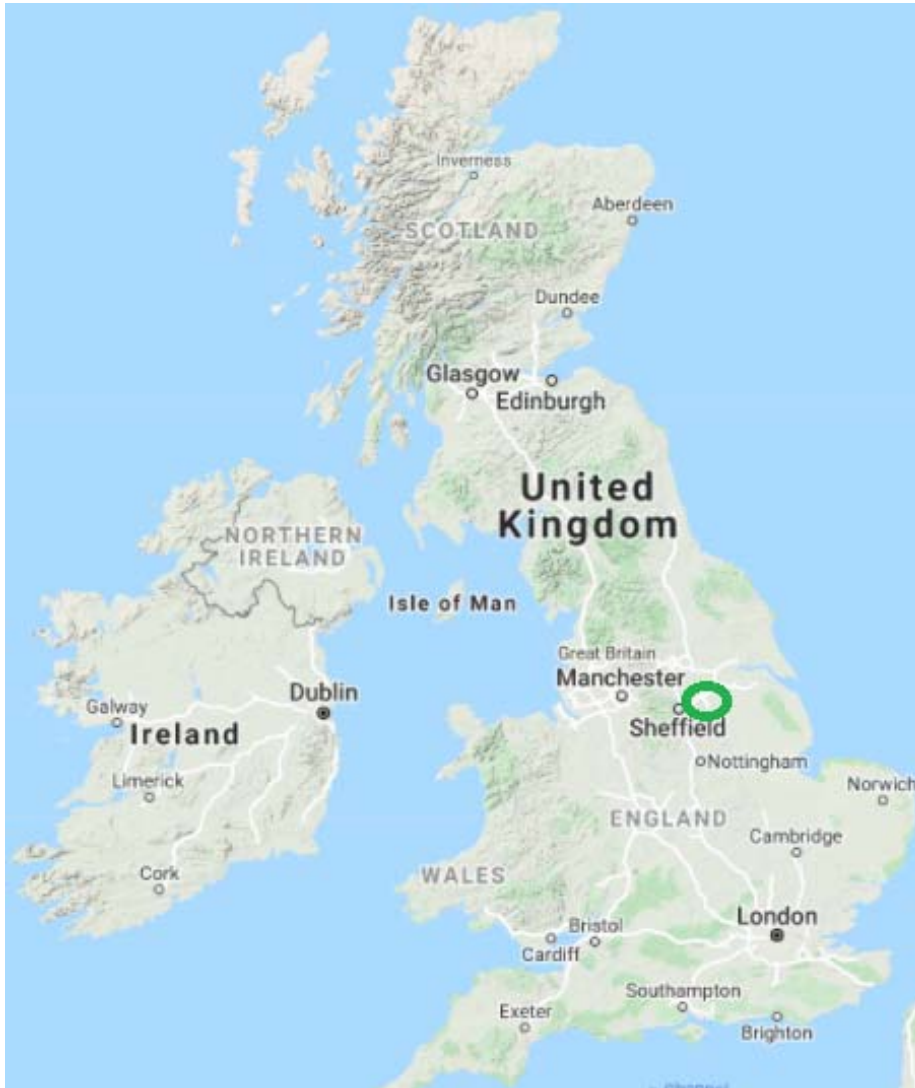 Inverness
Aberdeen
SCOTLAND
Dundee
Glasgow
Edinburgh
United
Kingdom
NORTHERN
IRELAND
Isle of Man
Great Britain
Manchester
Dublin
Galway
Sheffield
Ireland
Nottingham
Limerick
Norwich
ENGLAND
Cambridge
Cork
WALES
London
Bristol
Cardiff
Southampton
Exeter
Brighton